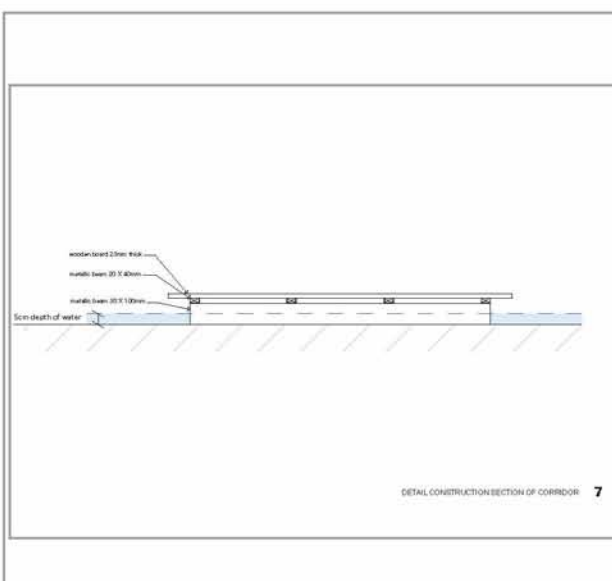 wooden board 20mm thick
metallic beam 20 X 40mm
metallic beam 20 X 100mm
5cm depth of water
DETAIL CONSTRUCTION SECTION OF CORRIDOR 7